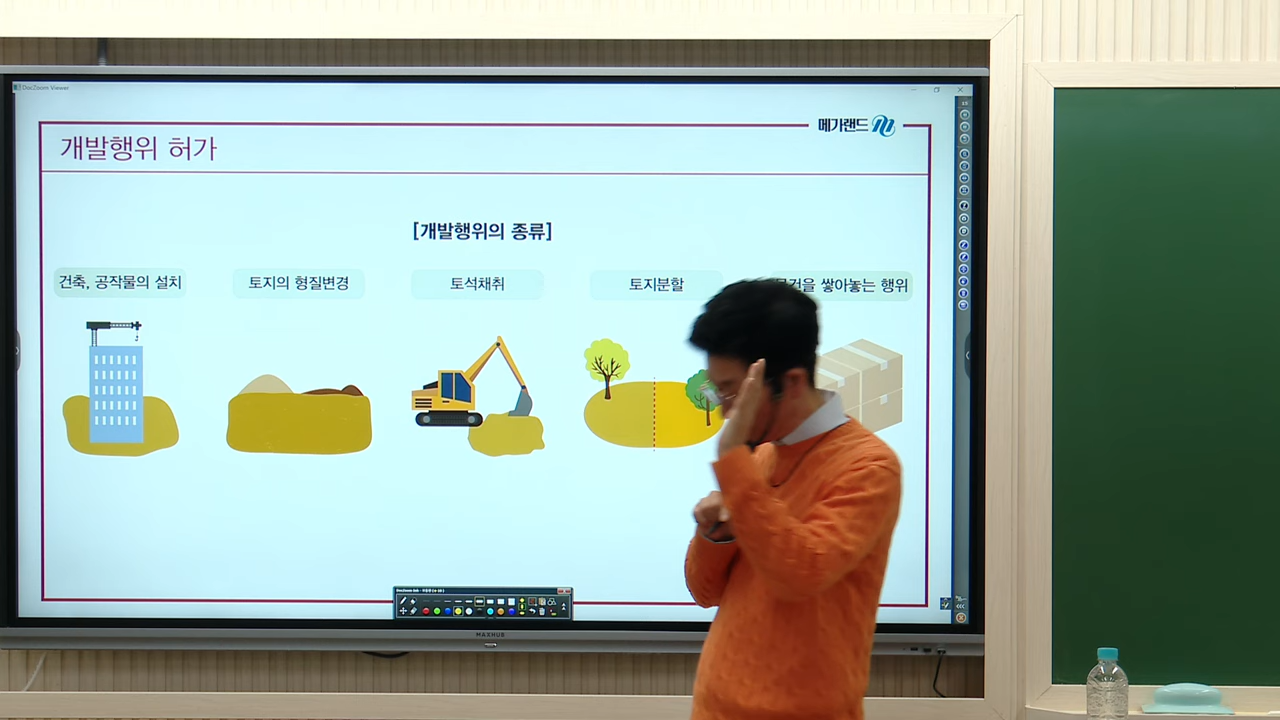 DocZoom Viewer
메가랜드
개발행위 허가
[개발행위의 종류]
건축, 공작물의 설치
토지의 형질변경
토석채취
토지분할
쌓아놓는 행위
MAXHUB